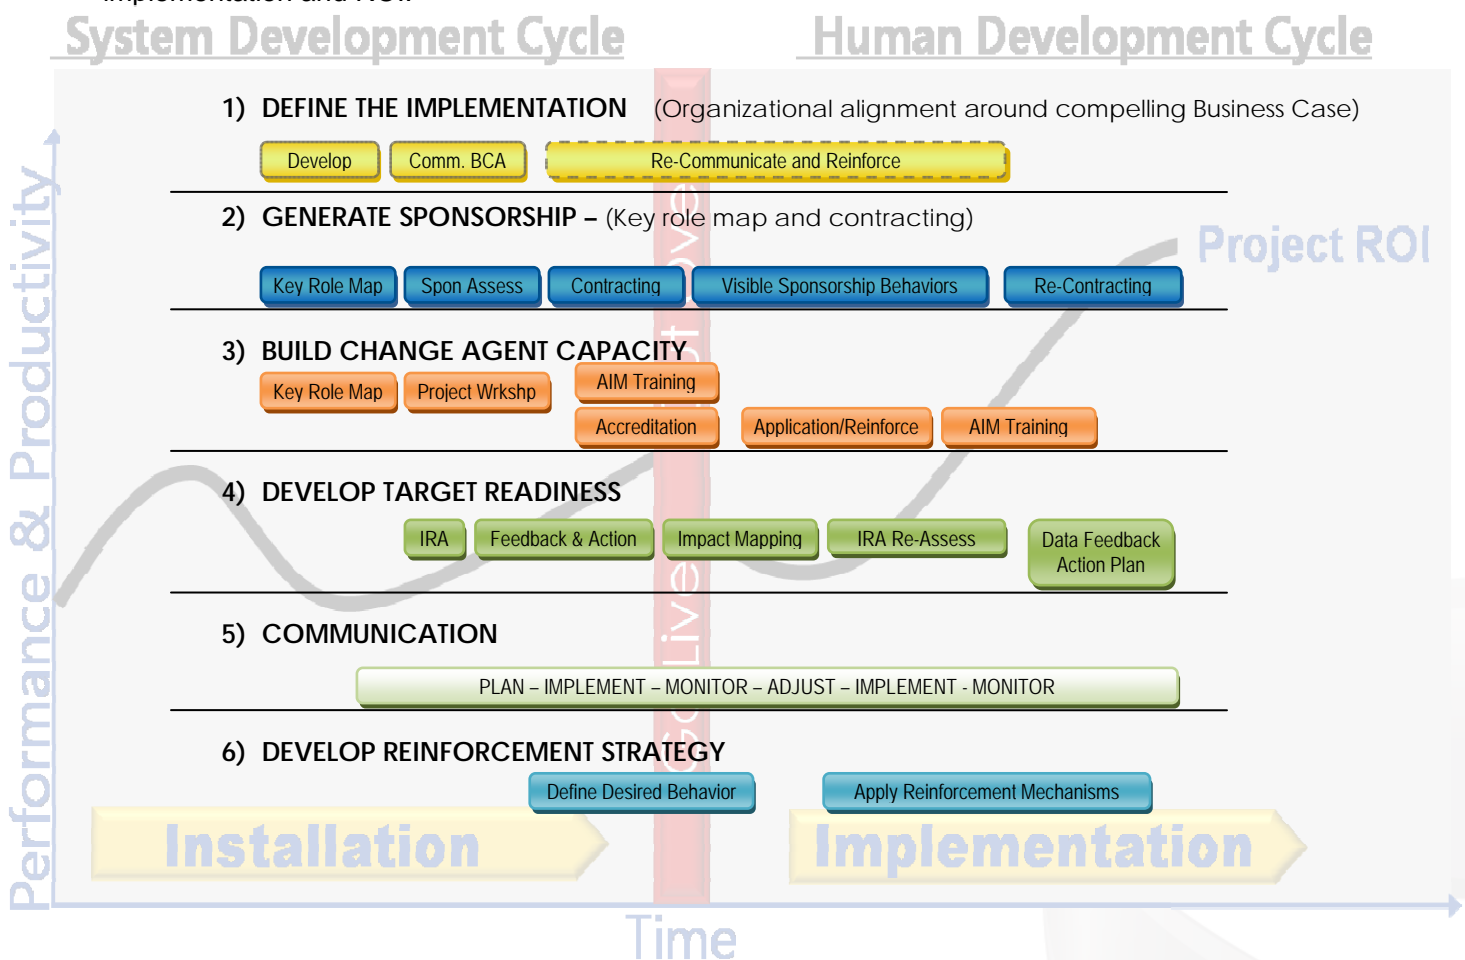 implementation and ROI.
System Development Cycle
Human Development Cycle
1) DEFINE THE IMPLEMENTATION (Organizational alignment around compelling Business Case)
Develop
Comm. BCA
Re-Communicate and Reinforce
2) GENERATE SPONSORSHIP – (Key role map and contracting)
Project ROI
Key Role Map
Spon Assess
Contracting
Visible Sponsorship Behaviors
Re-Contracting
3) BUILD CHANGE AGENT CAPACITY
Key Role Map
Project Wrkshp
AIM Training
Accreditation
Application/Reinforce
AIM Training
4) DEVELOP TARGET READINESS
IRA
Feedback & Action
Impact Mapping
IRA Re-Assess
Data Feedback
Action Plan
5) COMMUNICATION
PLAN – IMPLEMENT – MONITOR – ADJUST – IMPLEMENT - MONITOR
6) DEVELOP REINFORCEMENT STRATEGY
Define Desired Behavior
Apply Reinforcement Mechanisms
Installation
Implementation
Performance & Productivity
Time
Go Live